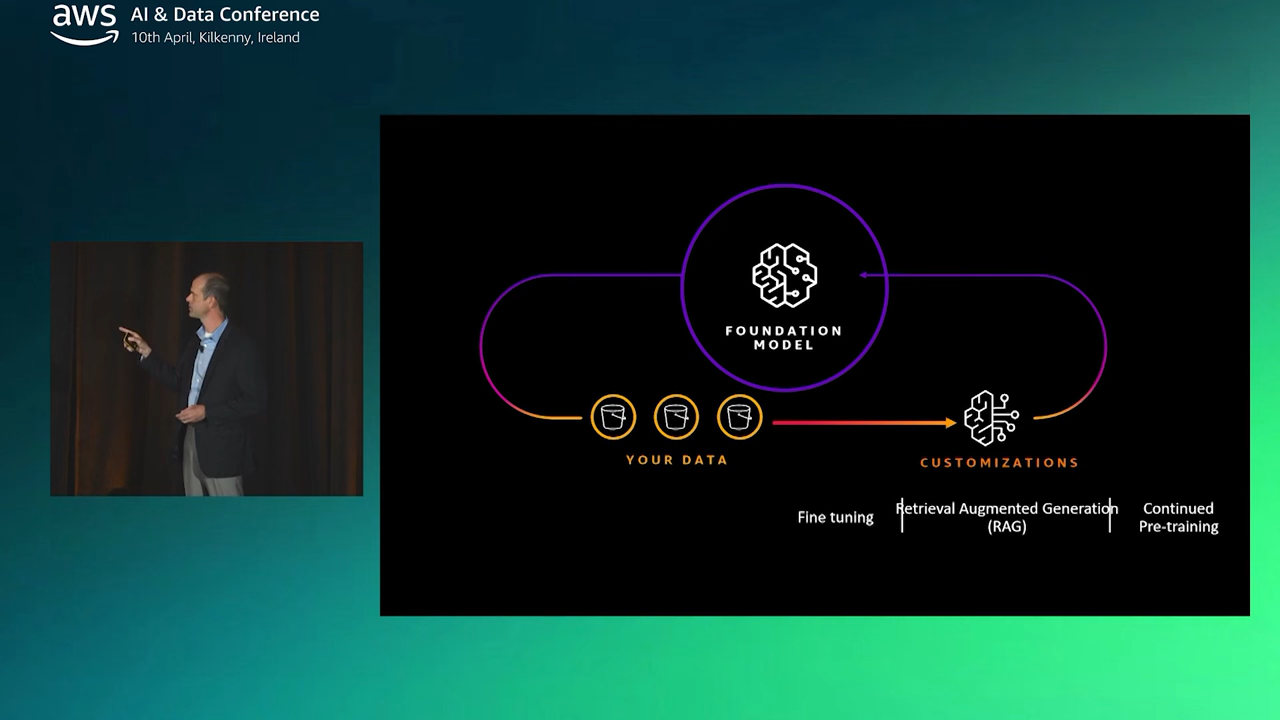 aws
AI & Data Conference
10th April, Kilkenny, Ireland
FOUNDATION
MODEL
YOUR DATA
CUSTOMIZATIONS
Fine tuning
Retrieval Augmented Generation
(RAG)
Continued
Pre-training